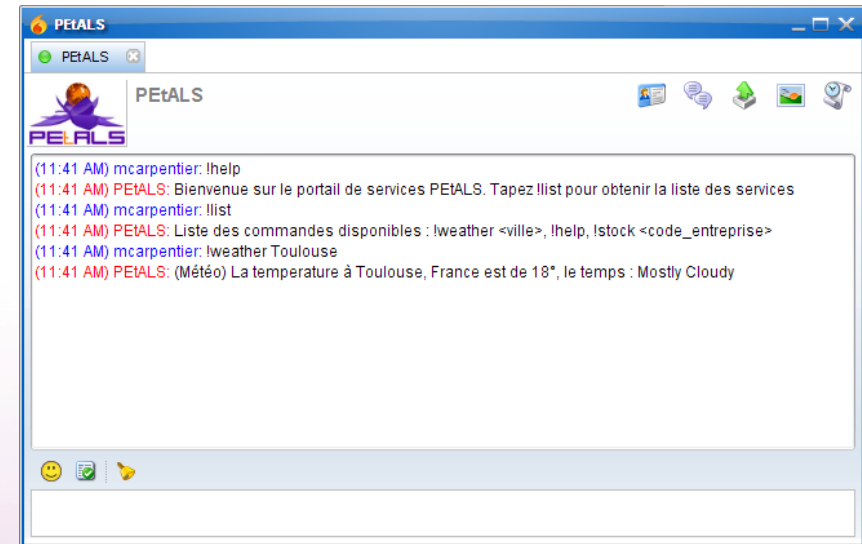 PEtALS
PEtALS
PEtALS
PEtALS
(11:41 AM) mcarpentier: !help
(11:41 AM) PEtALS: Bienvenue sur le portail de services PEtALS. Tapez !list pour obtenir la liste des services
(11:41 AM) mcarpentier: !list
(11:41 AM) PEtALS: Liste des commandes disponibles : !weather <ville>, !help, !stock <code_entreprise>
(11:41 AM) mcarpentier: !weather Toulouse
(11:41 AM) PEtALS: (Météo) La temperature à Toulouse, France est de 18°, le temps : Mostly Cloudy